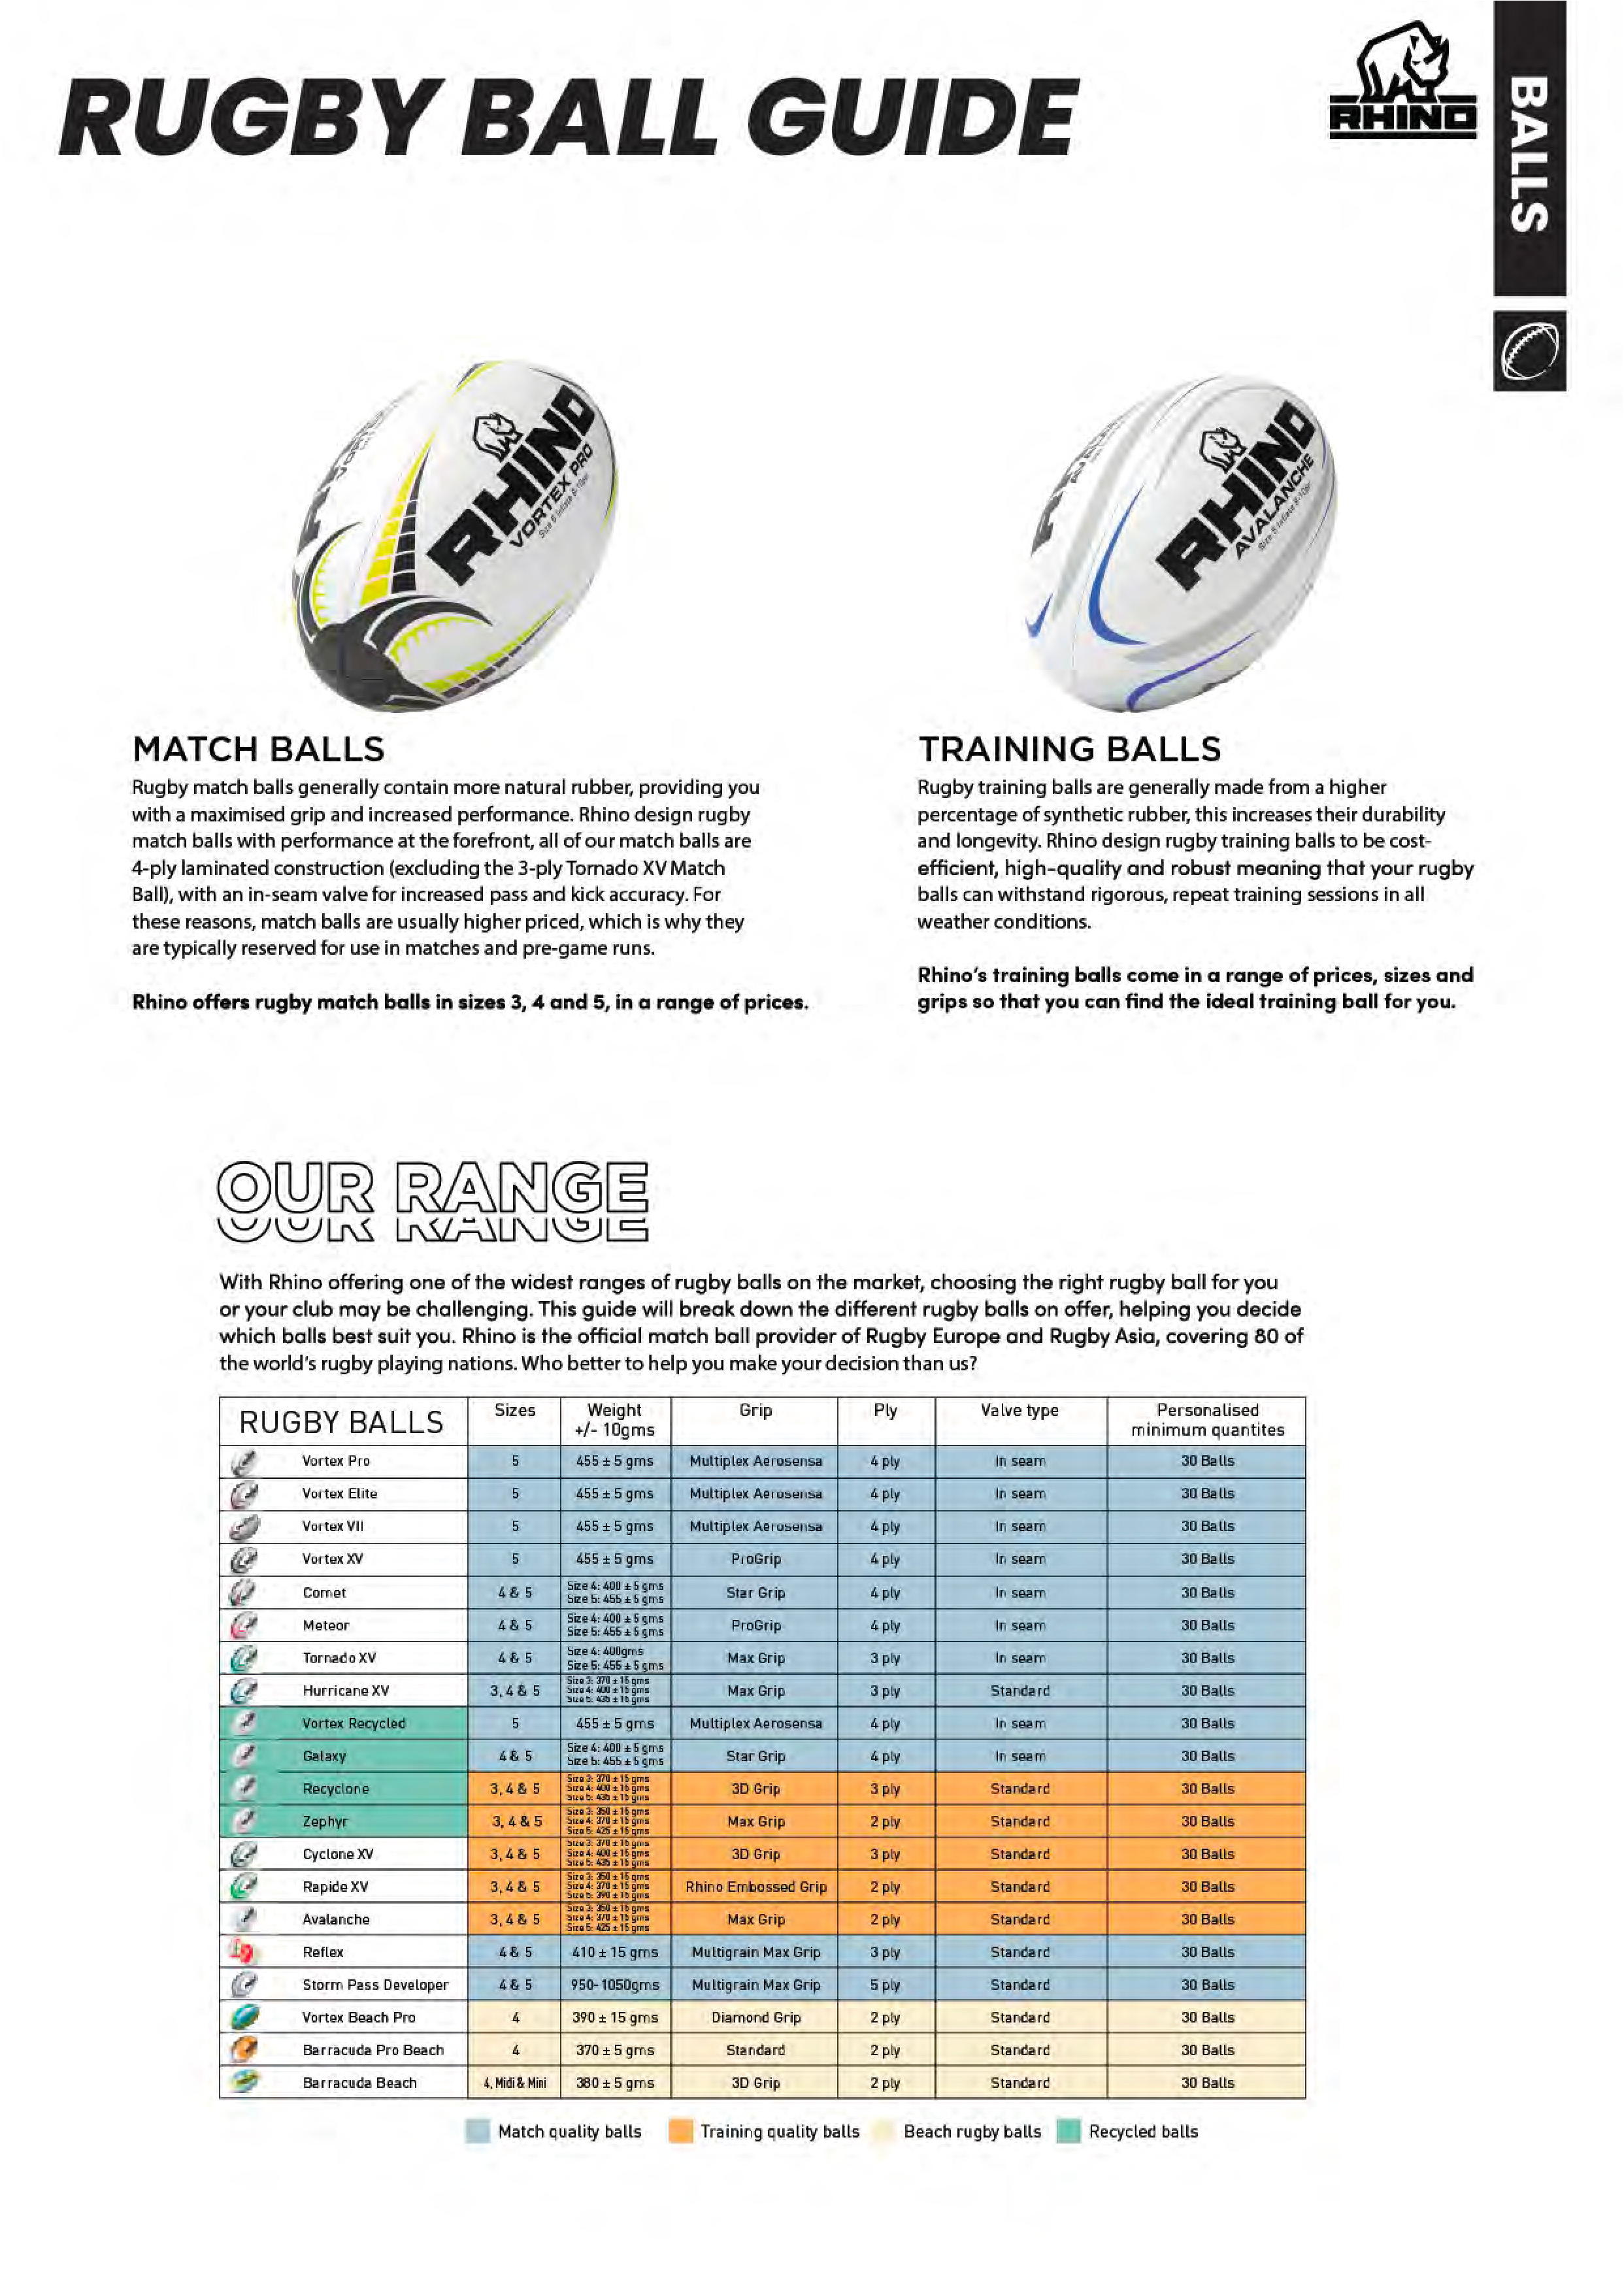 RUGBY BALL GUIDE
RHINO
BALLS
RHINO
VORTEX PRO
RHINO
AVALANCHE
MATCH BALLS
Rugby match balls generally contain more natural rubber, providing you
with a maximised grip and increased performance. Rhino design rugby
match balls with performance at the forefront, all of our match balls are
4-ply laminated construction (excluding the 3-ply Tornado XV Match
Ball), with an in-seam valve for increased pass and kick accuracy. For
these reasons, match balls are usually higher priced, which is why they
are typically reserved for use in matches and pre-game runs.
Rhino offers rugby match balls in sizes 3, 4 and 5, in a range of prices.
TRAINING BALLS
Rugby training balls are generally made from a higher
percentage of synthetic rubber, this increases their durability
and longevity. Rhino design rugby training balls to be cost-
efficient, high-quality and robust meaning that your rugby
balls can withstand rigorous, repeat training sessions in all
weather conditions.
Rhino's training balls come in a range of prices, sizes and
grips so that you can find the ideal training ball for you.
OUR RANGE
With Rhino offering one of the widest ranges of rugby balls on the market, choosing the right rugby ball for you
or your club may be challenging. This guide will break down the different rugby balls on offer, helping you decide
which balls best suit you. Rhino is the official match ball provider of Rugby Europe and Rugby Asia, covering 80 of
the world's rugby playing nations. Who better to help you make your decision than us?
RUGBY BALLS Sizes Weight +/- 10gms Grip Ply Valve type Personalised minimum quantites
Vortex Pro 5 455 ± 5 gms Multiplex Aerosensa 4 ply In seam 30 Balls
Vortex Elite 5 455 ± 5 gms Multiplex Aerosensa 4 ply In seam 30 Balls
Vortex VII 5 455 ± 5 gms Multiplex Aerosensa 4 ply In seam 30 Balls
Vortex XV 5 455 ± 5 gms ProGrip 4 ply In seam 30 Balls
Comet 4 & 5 Size 4: 400 ± 5 gms Size 5: 455 ± 5 gms Star Grip 4 ply In seam 30 Balls
Meteor 4 & 5 Size 4: 400 ± 5 gms Size 5: 455 ± 5 gms ProGrip 4 ply In seam 30 Balls
Tornado XV 4 & 5 Size 4: 400gms Size 5: 455 ± 5 gms Max Grip 3 ply In seam 30 Balls
Hurricane XV 3, 4 & 5 Size 3: 370 ± 15 gms Size 4: 400 ± 15 gms Size 5: 435 ± 15 gms Max Grip 3 ply Standard 30 Balls
Vortex Recycled 5 455 ± 5 gms Multiplex Aerosensa 4 ply In seam 30 Balls
Galaxy 4 & 5 Size 4: 400 ± 5 gms Size 5: 455 ± 5 gms Star Grip 4 ply In seam 30 Balls
Recyclone 3, 4 & 5 Size 3: 370 ± 15 gms Size 4: 400 ± 15 gms Size 5: 435 ± 15 gms 3D Grip 3 ply Standard 30 Balls
Zephyr 3, 4 & 5 Size 3: 350 ± 15 gms Size 4: 370 ± 15 gms Size 5: 425 ± 15 gms Max Grip 2 ply Standard 30 Balls
Cyclone XV 3, 4 & 5 Size 3: 370 ± 15 gms Size 4: 400 ± 15 gms Size 5: 435 ± 15 gms 3D Grip 3 ply Standard 30 Balls
Rapide XV 3, 4 & 5 Size 3: 350 ± 15 gms Size 4: 370 ± 15 gms Size 5: 390 ± 15 gms Rhino Embossed Grip 2 ply Standard 30 Balls
Avalanche 3, 4 & 5 Size 3: 350 ± 15 gms Size 4: 370 ± 15 gms Size 5: 425 ± 15 gms Max Grip 2 ply Standard 30 Balls
Reflex 4 & 5 410 ± 15 gms Multigrain Max Grip 3 ply Standard 30 Balls
Storm Pass Developer 4 & 5 950-1050gms Multigrain Max Grip 5 ply Standard 30 Balls
Vortex Beach Pro 4 390 ± 15 gms Diamond Grip 2 ply Standard 30 Balls
Barracuda Pro Beach 4 370 ± 5 gms Standard 2 ply Standard 30 Balls
Barracuda Beach 4, Midi & Mini 380 ± 5 gms 3D Grip 2 ply Standard 30 Balls
Match quality balls Training quality balls Beach rugby balls Recycled balls